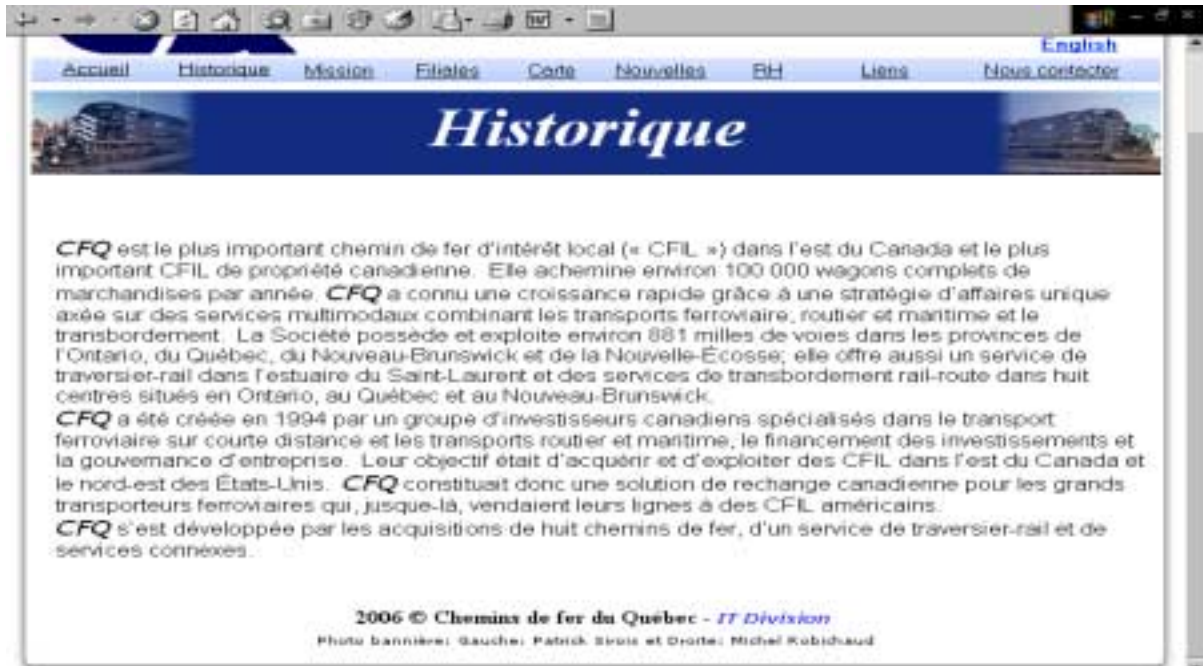 English
Accueil Historique Mission Filiales Carte Nouvelles RH Liens Nous contacter
Historique
CFQ est le plus important chemin de fer d'intérêt local (« CFIL ») dans l'est du Canada et le plus
important CFIL de propriété canadienne. Elle achemine environ 100 000 wagons complets de
marchandises par année. CFQ a connu une croissance rapide grâce à une stratégie d'affaires unique
axée sur des services multimodaux combinant les transports ferroviaire, routier et maritime et le
transbordement. La Société possède et exploite environ 881 milles de voies dans les provinces de
l'Ontario, du Québec, du Nouveau-Brunswick et de la Nouvelle-Écosse; elle offre aussi un service de
traversier-rail dans l'estuaire du Saint-Laurent et des services de transbordement rail-route dans huit
centres situés en Ontario, au Québec et au Nouveau-Brunswick.
CFQ a été créée en 1994 par un groupe d'investisseurs canadiens spécialisés dans le transport
ferroviaire sur courte distance et les transports routier et maritime, le financement des investissements et
la gouvernance d'entreprise. Leur objectif était d'acquérir et d'exploiter des CFIL dans l'est du Canada et
le nord-est des États-Unis. CFQ constituait donc une solution de rechange canadienne pour les grands
transporteurs ferroviaires qui, jusque-là, vendaient leurs lignes à des CFIL américains.
CFQ s'est développée par les acquisitions de huit chemins de fer, d'un service de traversier-rail et de
services connexes.
2006 © Chemins de fer du Québec - IT Division
Photo bannière: Gauche: Patrick Sirois et Droite: Michel Robichaud